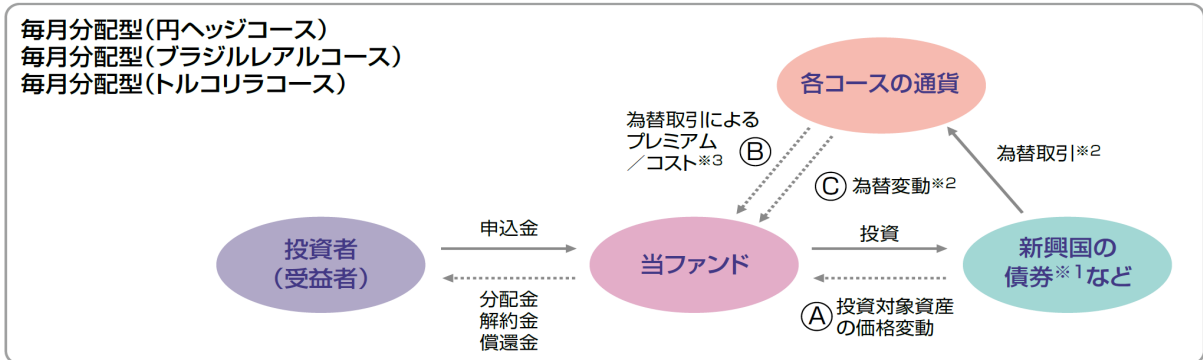 毎月分配型(円ヘッジコース)
毎月分配型(ブラジルレアルコース)
毎月分配型(トルコリラコース)
各コースの通貨
為替取引による
プレミアム
／コスト※3
Ⓑ
為替取引※2
Ⓒ 為替変動※2
投資者
(受益者)
申込金
分配金
解約金
償還金
当ファンド
投資
Ⓐ 投資対象資産
の価格変動
新興国の
債券※1など